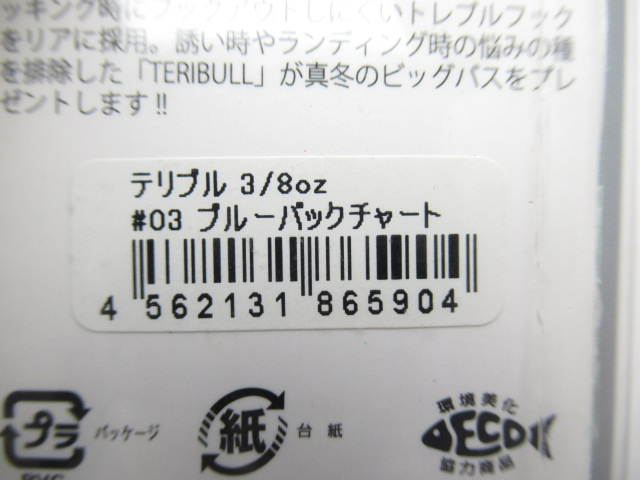 ッキング時にフックアウトしにくいトレブルフック
をリアに採用。誘い時やランディング時の悩みの種
を排除した「TERIBULL」が真冬のビッグバスをプレ
ゼントします!!
テリブル 3/8oz
#03 ブルーバックチャート
4 562131 865904
プラ パッケージ
紙 台紙
環境美化
ECO
協力商品